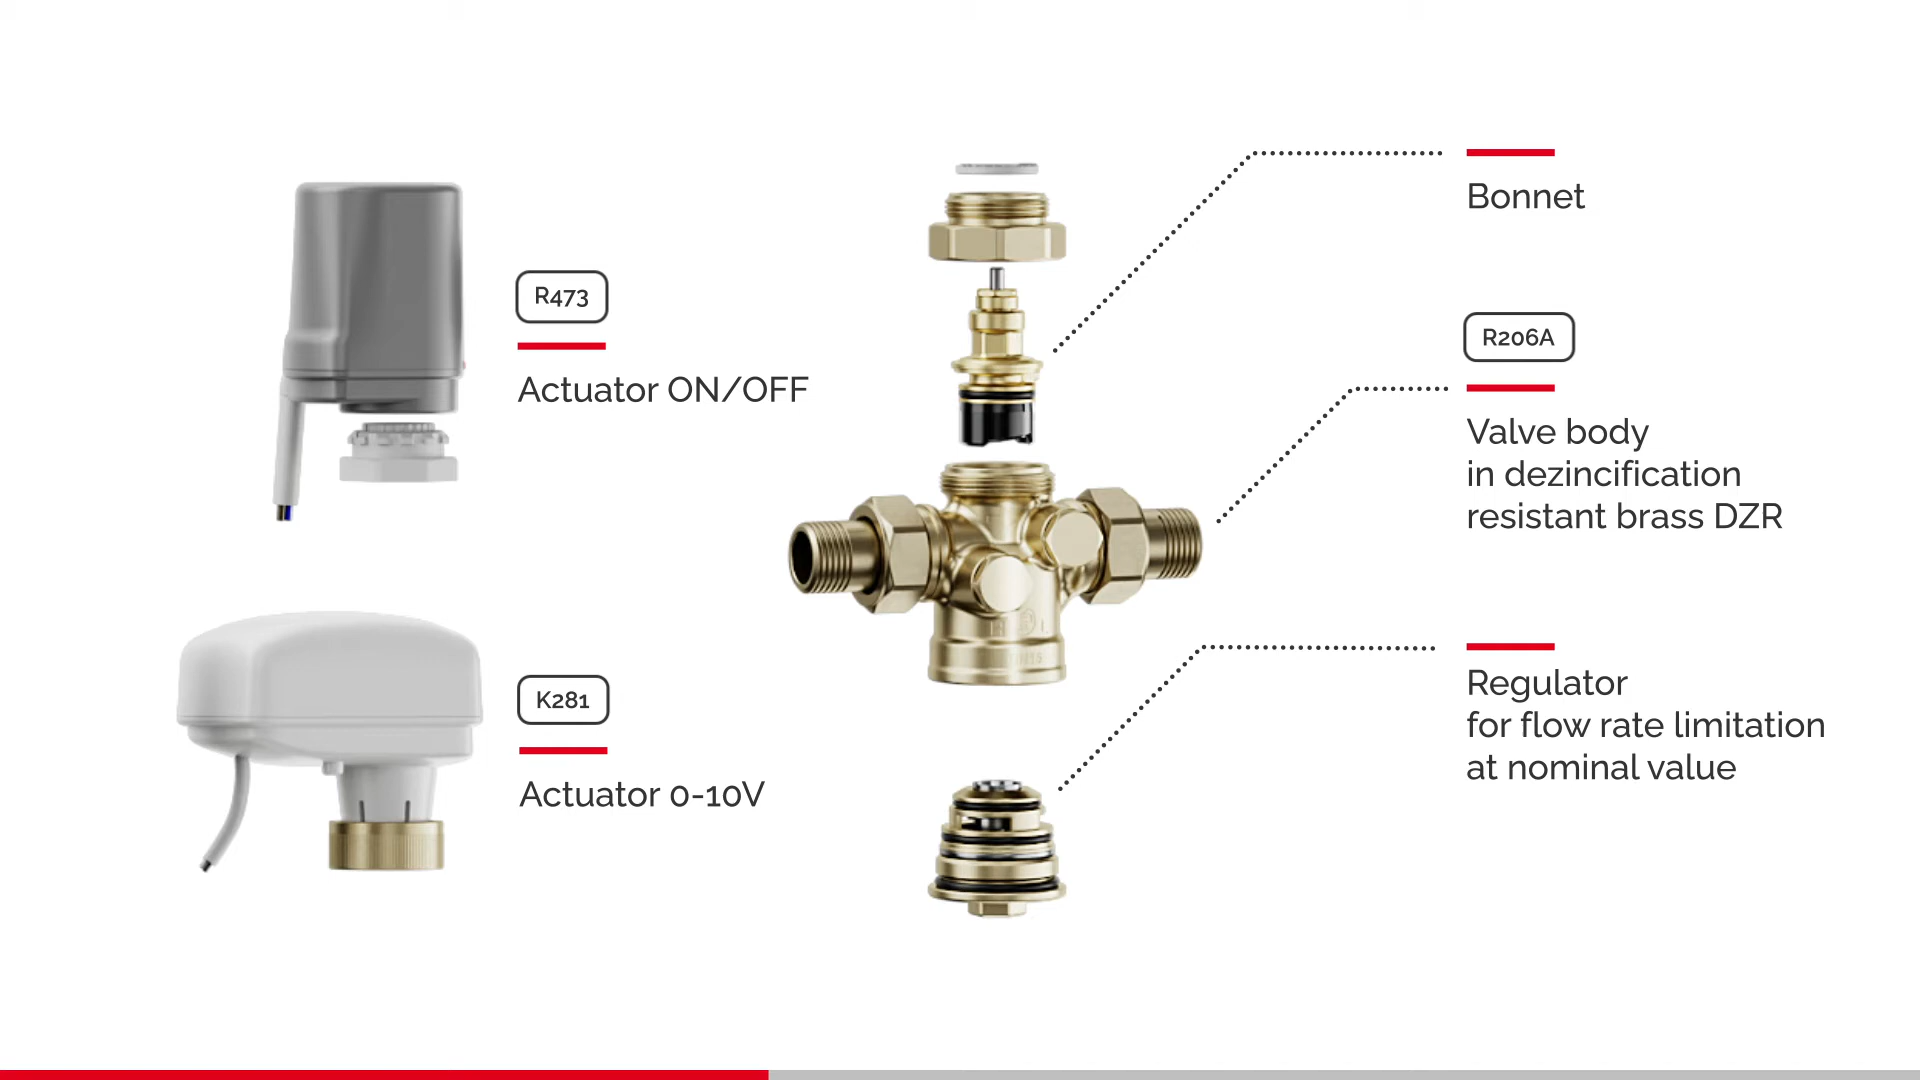 R473
Actuator ON/OFF
K281
Actuator 0-10V
Bonnet
R206A
Valve body
in dezincification
resistant brass DZR
Regulator
for flow rate limitation
at nominal value